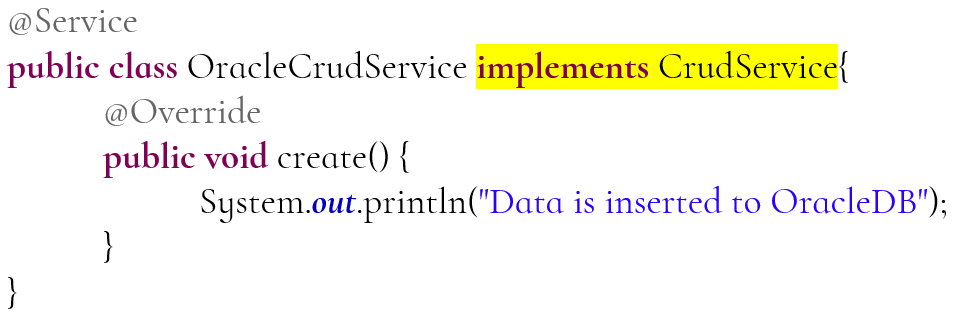 @Service
public class OracleCrudService implements CrudService{
@Override
public void create() {
System.out.println("Data is inserted to OracleDB");
}
}